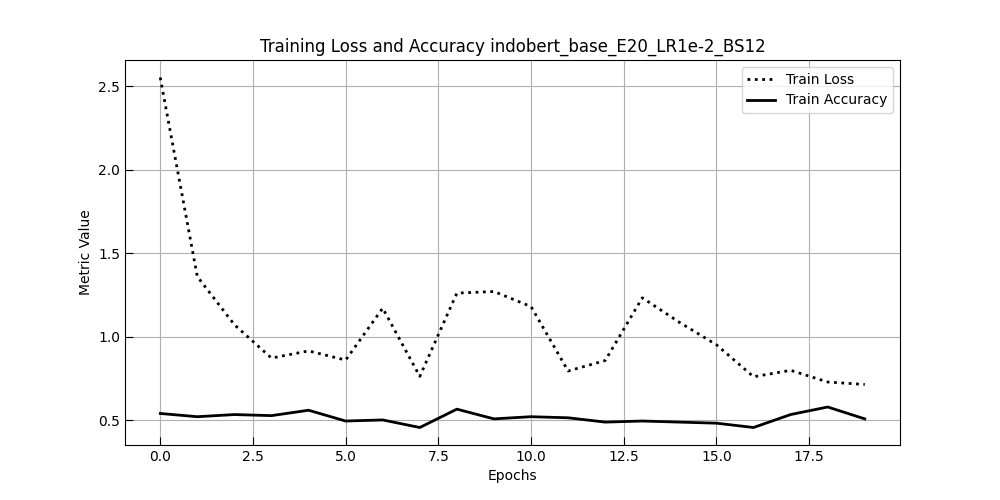 Training Loss and Accuracy indobert_base_E20_LR1e-2_BS12
Train Loss
Train Accuracy
2.5
2.0
1.5
1.0
0.5
Metric Value
0.0 2.5 5.0 7.5 10.0 12.5 15.0 17.5
Epochs